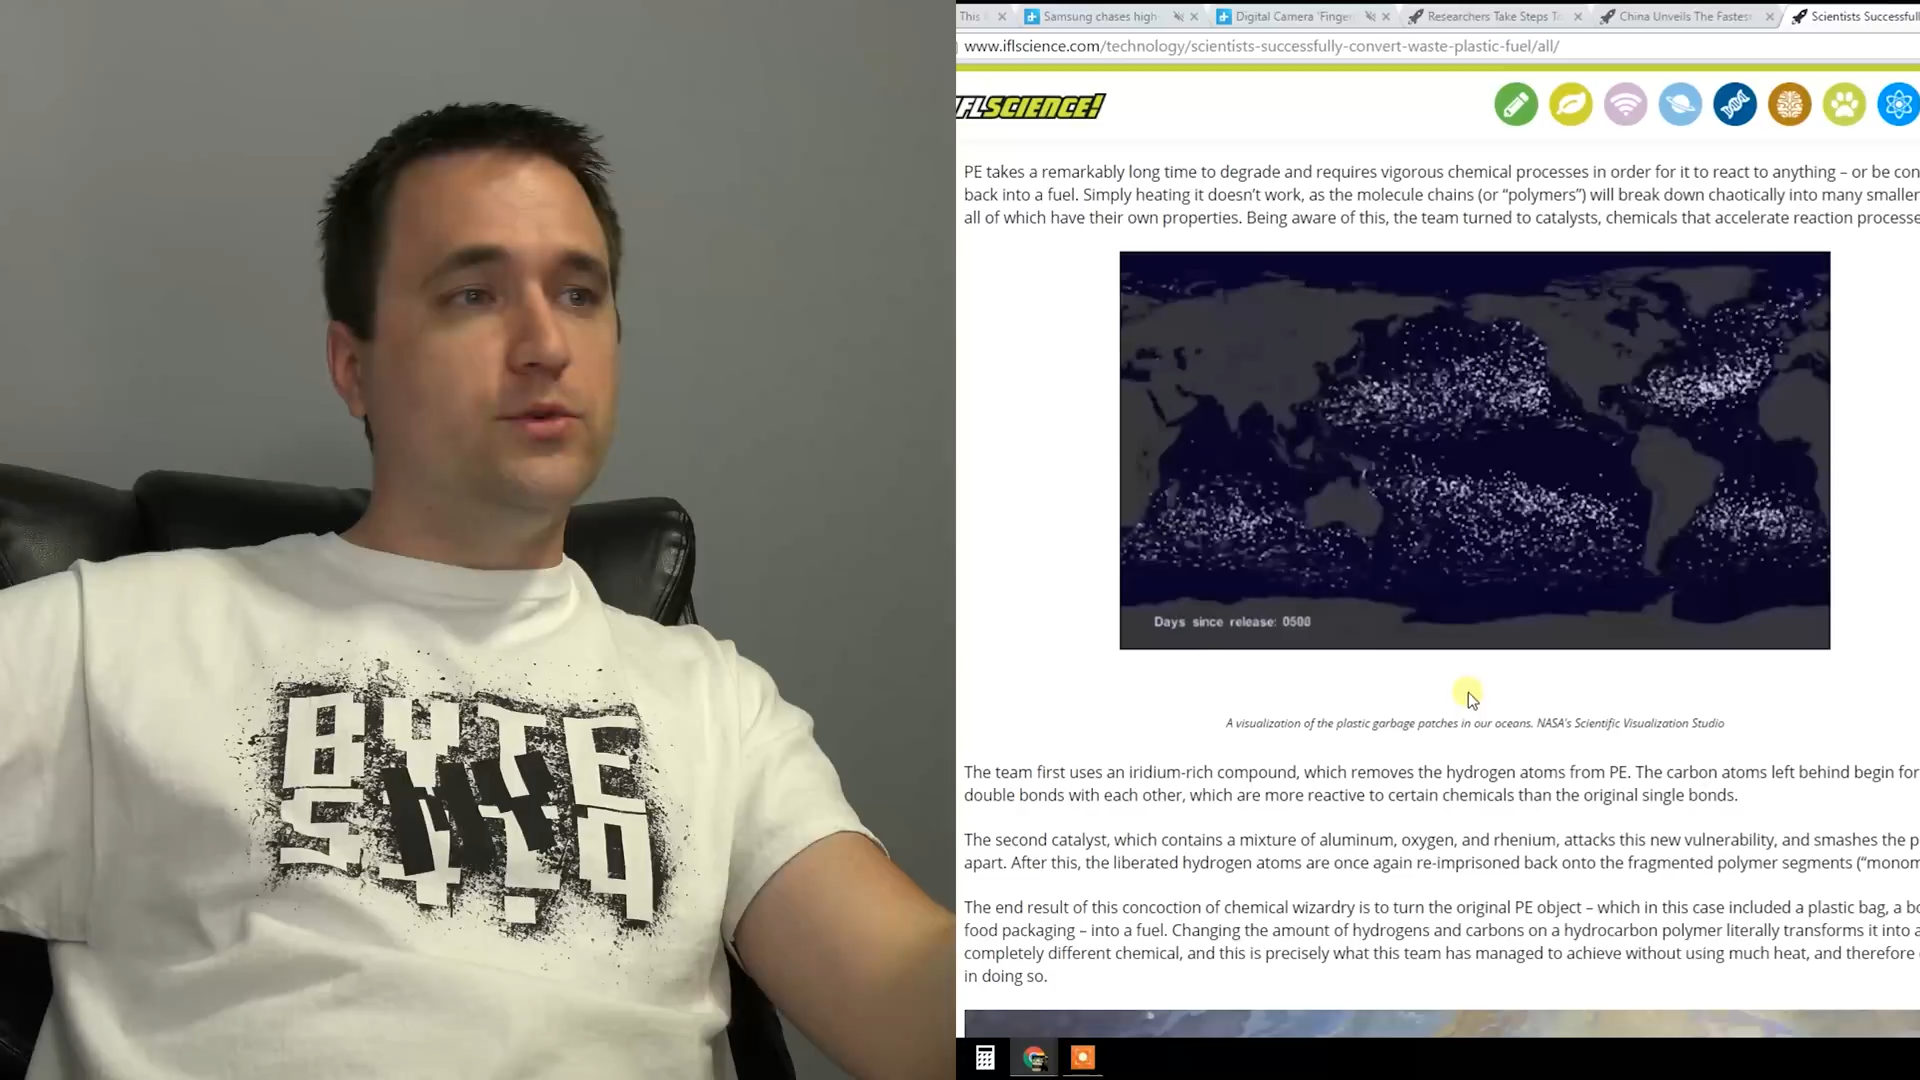 This
Samsung chases high-
Digital Camera 'Finger
Researchers Take Steps To
China Unveils The Fastest
Scientists Successfull
www.iflscience.com/technology/scientists-successfully-convert-waste-plastic-fuel/all/
IFLSCIENCE!
PE takes a remarkably long time to degrade and requires vigorous chemical processes in order for it to react to anything – or be con
back into a fuel. Simply heating it doesn't work, as the molecule chains (or “polymers”) will break down chaotically into many smaller
all of which have their own properties. Being aware of this, the team turned to catalysts, chemicals that accelerate reaction processe
Days since release: 0500
A visualization of the plastic garbage patches in our oceans. NASA's Scientific Visualization Studio
The team first uses an iridium-rich compound, which removes the hydrogen atoms from PE. The carbon atoms left behind begin for
double bonds with each other, which are more reactive to certain chemicals than the original single bonds.
The second catalyst, which contains a mixture of aluminum, oxygen, and rhenium, attacks this new vulnerability, and smashes the p
apart. After this, the liberated hydrogen atoms are once again re-imprisoned back onto the fragmented polymer segments (“monom
The end result of this concoction of chemical wizardry is to turn the original PE object – which in this case included a plastic bag, a bo
food packaging – into a fuel. Changing the amount of hydrogens and carbons on a hydrocarbon polymer literally transforms it into a
completely different chemical, and this is precisely what this team has managed to achieve without using much heat, and therefore
in doing so.
BYTE